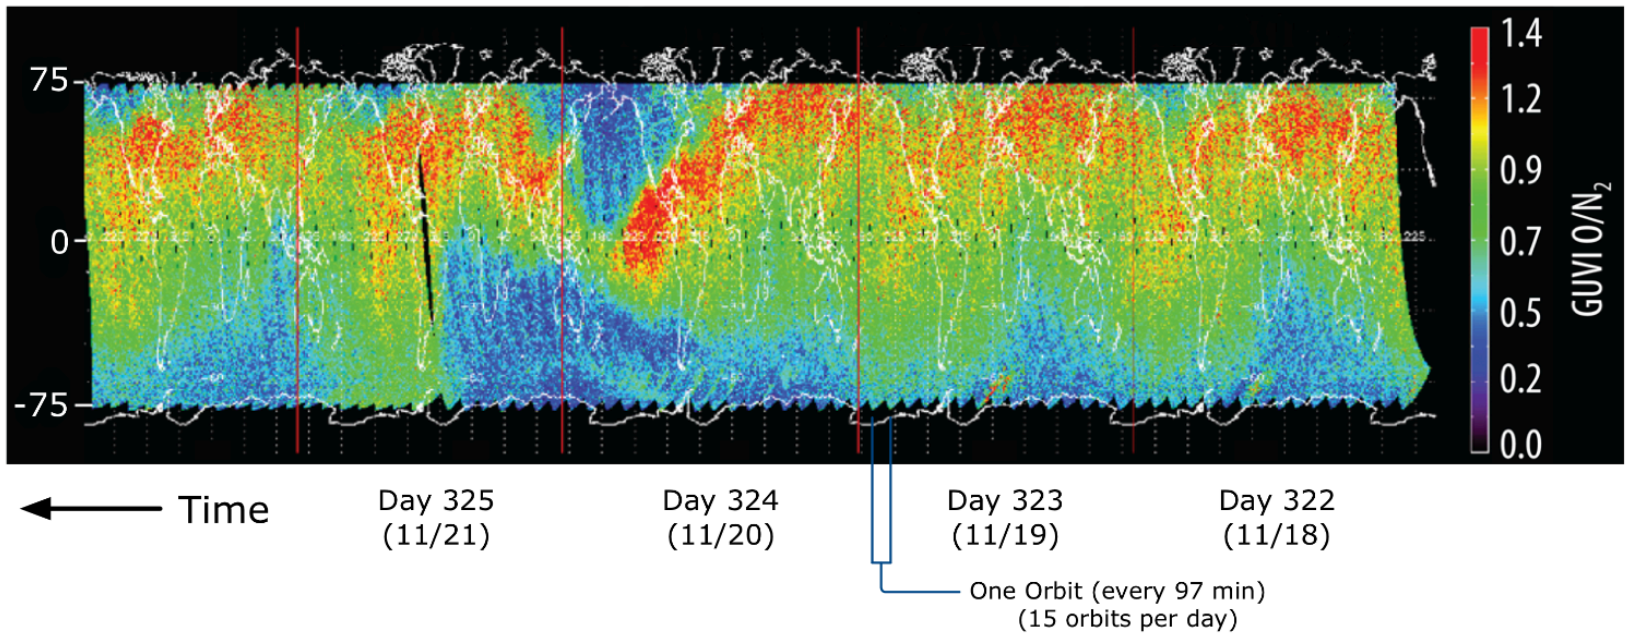 75
0
-75
1.4
1.2
0.9
0.7
0.5
0.2
0.0
GUVI O/N2
225
Time
Day 325
(11/21)
Day 324
(11/20)
Day 323
(11/19)
Day 322
(11/18)
One Orbit (every 97 min)
(15 orbits per day)